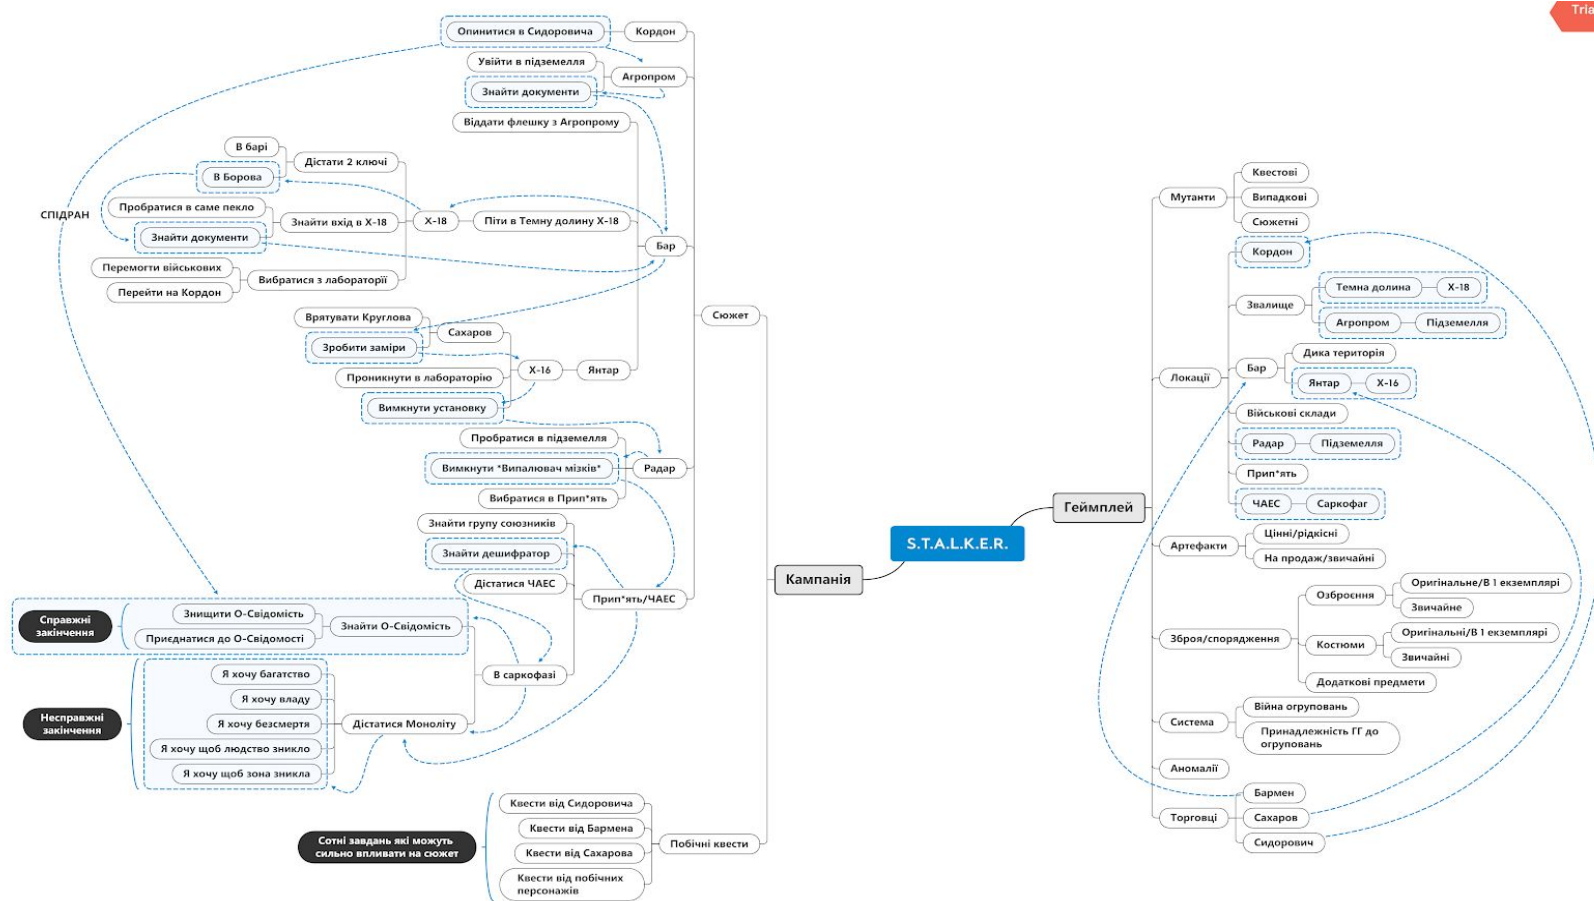 Tria
Опинитися в Сидоровича
Кордон
Увійти в підземелля
Агропром
Знайти документи
Віддати флешку з Агропрому
В барі
Дістати 2 ключі
В Борова
СПІДРАН
Пробратися в саме пекло
Знайти вхід в Х-18
Х-18
Піти в Темну долину Х-18
Знайти документи
Бар
Перемогти військових
Вибратися з лабораторії
Перейти на Кордон
Сюжет
Врятувати Круглова
Сахаров
Зробити заміри
Х-16
Янтар
Проникнути в лабораторію
Вимкнути установку
Пробратися в підземелля
Вимкнути "Випалювач мізків"
Радар
Вибратися в Прип"ять
Знайти групу союзників
Знайти дешифратор
Дістатися ЧАЕС
Прип"ять/ЧАЕС
Справжні
закінчення
Знищити О-Свідомість
Приєднатися до О-Свідомості
Знайти О-Свідомість
В саркофазі
Несправжні
закінчення
Я хочу багатство
Я хочу владу
Я хочу безсмертя
Я хочу щоб людство зникло
Я хочу щоб зона зникла
Дістатися Моноліту
Сотні завдань які можуть
сильно впливати на сюжет
Квести від Сидоровича
Квести від Бармена
Квести від Сахарова
Квести від побічних
персонажів
Побічні квести
Кампанія
S.T.A.L.K.E.R.
Геймплей
Мутанти
Квестові
Випадкові
Сюжетні
Локації
Кордон
Звалище
Темна долина
Х-18
Агропром
Підземелля
Бар
Дика територія
Янтар
Х-16
Військові склади
Радар
Підземелля
Прип"ять
ЧАЕС
Саркофаг
Артефакти
Цінні/рідкісні
На продаж/звичайні
Зброя/спорядження
Озброєння
Оригінальне/В 1 екземплярі
Звичайне
Костюми
Оригінальні/В 1 екземплярі
Звичайні
Додаткові предмети
Система
Війна огруповань
Принадлежність ГГ до
огруповань
Аномалії
Торговці
Бармен
Сахаров
Сидорович